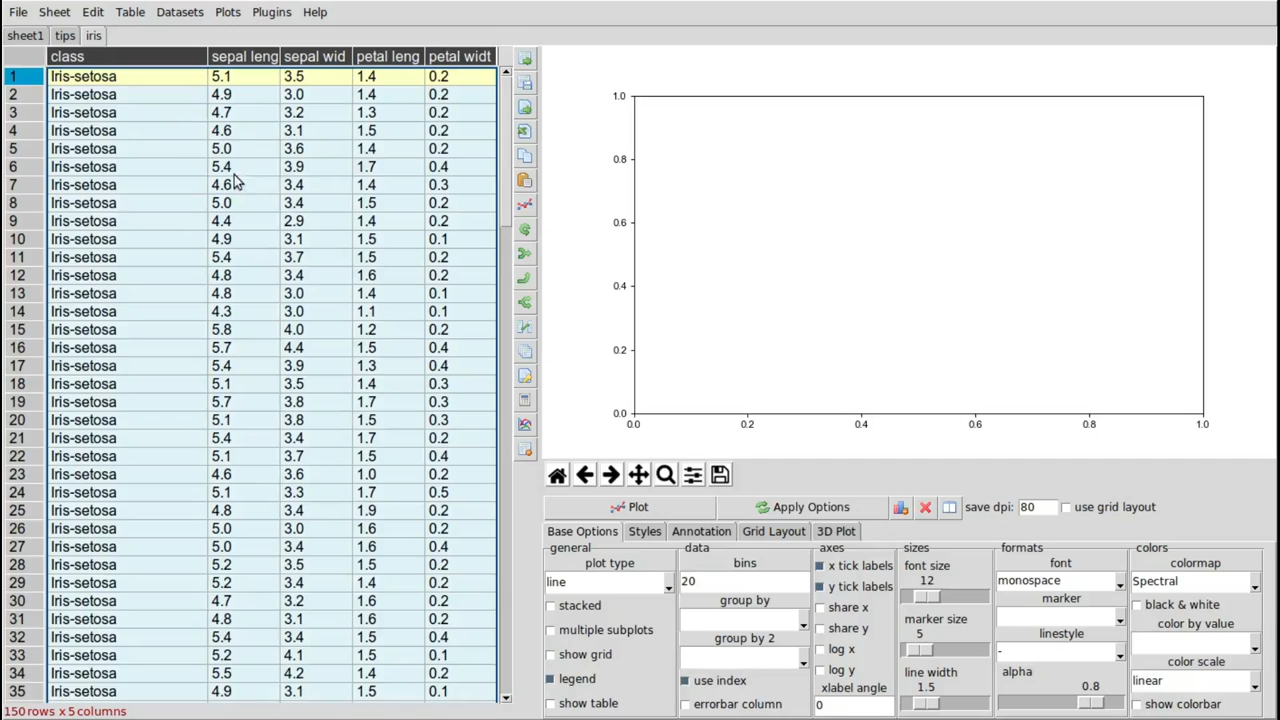 File Sheet Edit Table Datasets Plots Plugins Help
sheet1 tips iris
class sepal leng sepal wid petal leng petal widt
1 Iris-setosa 5.1 3.5 1.4 0.2
2 Iris-setosa 4.9 3.0 1.4 0.2
3 Iris-setosa 4.7 3.2 1.3 0.2
4 Iris-setosa 4.6 3.1 1.5 0.2
5 Iris-setosa 5.0 3.6 1.4 0.2
6 Iris-setosa 5.4 3.9 1.7 0.4
7 Iris-setosa 4.6 3.4 1.4 0.3
8 Iris-setosa 5.0 3.4 1.5 0.2
9 Iris-setosa 4.4 2.9 1.4 0.2
10 Iris-setosa 4.9 3.1 1.5 0.1
11 Iris-setosa 5.4 3.7 1.5 0.2
12 Iris-setosa 4.8 3.4 1.6 0.2
13 Iris-setosa 4.8 3.0 1.4 0.1
14 Iris-setosa 4.3 3.0 1.1 0.1
15 Iris-setosa 5.8 4.0 1.2 0.2
16 Iris-setosa 5.7 4.4 1.5 0.4
17 Iris-setosa 5.4 3.9 1.3 0.4
18 Iris-setosa 5.1 3.5 1.4 0.3
19 Iris-setosa 5.7 3.8 1.7 0.3
20 Iris-setosa 5.1 3.8 1.5 0.3
21 Iris-setosa 5.4 3.4 1.7 0.2
22 Iris-setosa 5.1 3.7 1.5 0.4
23 Iris-setosa 4.6 3.6 1.0 0.2
24 Iris-setosa 5.1 3.3 1.7 0.5
25 Iris-setosa 4.8 3.4 1.9 0.2
26 Iris-setosa 5.0 3.0 1.6 0.2
27 Iris-setosa 5.0 3.4 1.6 0.4
28 Iris-setosa 5.2 3.5 1.5 0.2
29 Iris-setosa 5.2 3.4 1.4 0.2
30 Iris-setosa 4.7 3.2 1.6 0.2
31 Iris-setosa 4.8 3.1 1.6 0.2
32 Iris-setosa 5.4 3.4 1.5 0.4
33 Iris-setosa 5.2 4.1 1.5 0.1
34 Iris-setosa 5.5 4.2 1.4 0.2
35 Iris-setosa 4.9 3.1 1.5 0.1
150 rows x 5 columns
1.0
0.8
0.6
0.4
0.2
0.0
0.0 0.2 0.4 0.6 0.8 1.0
Plot Apply Options save dpi: 80 use grid layout
Base Options Styles Annotation Grid Layout 3D Plot
general
plot type
line
stacked
multiple subplots
show grid
legend
show table
data
bins
20
group by
group by 2
use index
errorbar column
axes
x tick labels
y tick labels
share x
share y
log x
log y
xlabel angle
0
sizes
font size
12
marker size
5
line width
1.5
formats
font
monospace
marker
linestyle
-
alpha
0.8
colors
colormap
Spectral
black & white
color by value
color scale
linear
show colorbar